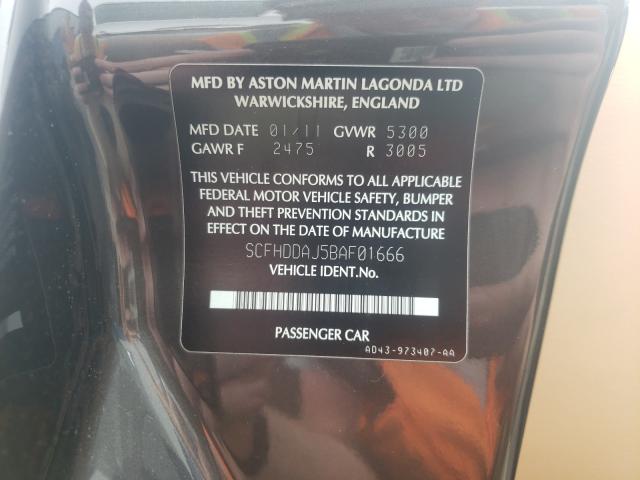 MFD BY ASTON MARTIN LAGONDA LTD
WARWICKSHIRE, ENGLAND
MFD DATE 01/11 GVWR 5300
GAWR F 2475 R 3005
THIS VEHICLE CONFORMS TO ALL APPLICABLE
FEDERAL MOTOR VEHICLE SAFETY, BUMPER
AND THEFT PREVENTION STANDARDS IN
EFFECT ON THE DATE OF MANUFACTURE
SCFHDDAJ5BAF01666
VEHICLE IDENT.No.
PASSENGER CAR
AD43-973407-AA